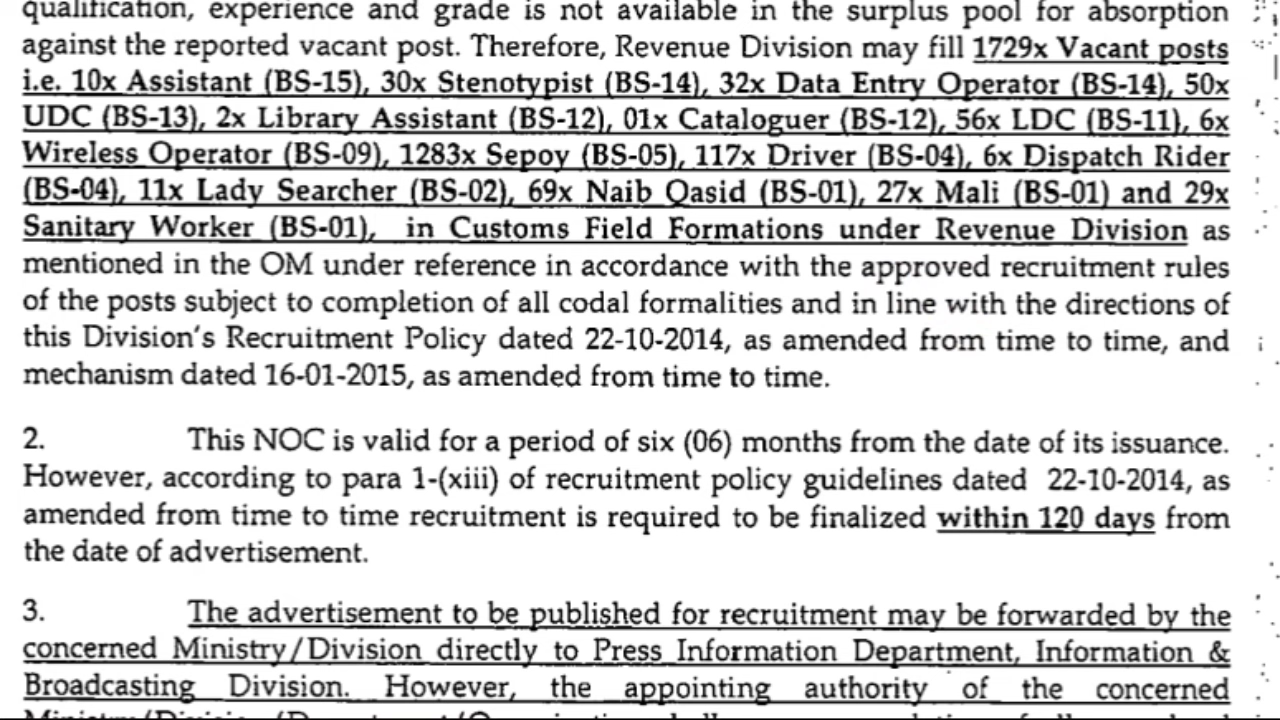 qualification, experience and grade is not available in the surplus pool for absorption
against the reported vacant post. Therefore, Revenue Division may fill 1729x Vacant posts
i.e. 10x Assistant (BS-15), 30x Stenotypist (BS-14), 32x Data Entry Operator (BS-14), 50x
UDC (BS-13), 2x Library Assistant (BS-12), 01x Cataloguer (BS-12), 56x LDC (BS-11), 6x
Wireless Operator (BS-09), 1283x Sepoy (BS-05), 117x Driver (BS-04), 6x Dispatch Rider
(BS-04), 11x Lady Searcher (BS-02), 69x Naib Qasid (BS-01), 27x Mali (BS-01) and 29x
Sanitary Worker (BS-01), in Customs Field Formations under Revenue Division as
mentioned in the OM under reference in accordance with the approved recruitment rules
of the posts subject to completion of all codal formalities and in line with the directions of
this Division's Recruitment Policy dated 22-10-2014, as amended from time to time, and
mechanism dated 16-01-2015, as amended from time to time.
2. This NOC is valid for a period of six (06) months from the date of its issuance.
However, according to para 1-(xiii) of recruitment policy guidelines dated 22-10-2014, as
amended from time to time recruitment is required to be finalized within 120 days from
the date of advertisement.
3. The advertisement to be published for recruitment may be forwarded by the
concerned Ministry/Division directly to Press Information Department, Information &
Broadcasting Division. However, the appointing authority of the concerned